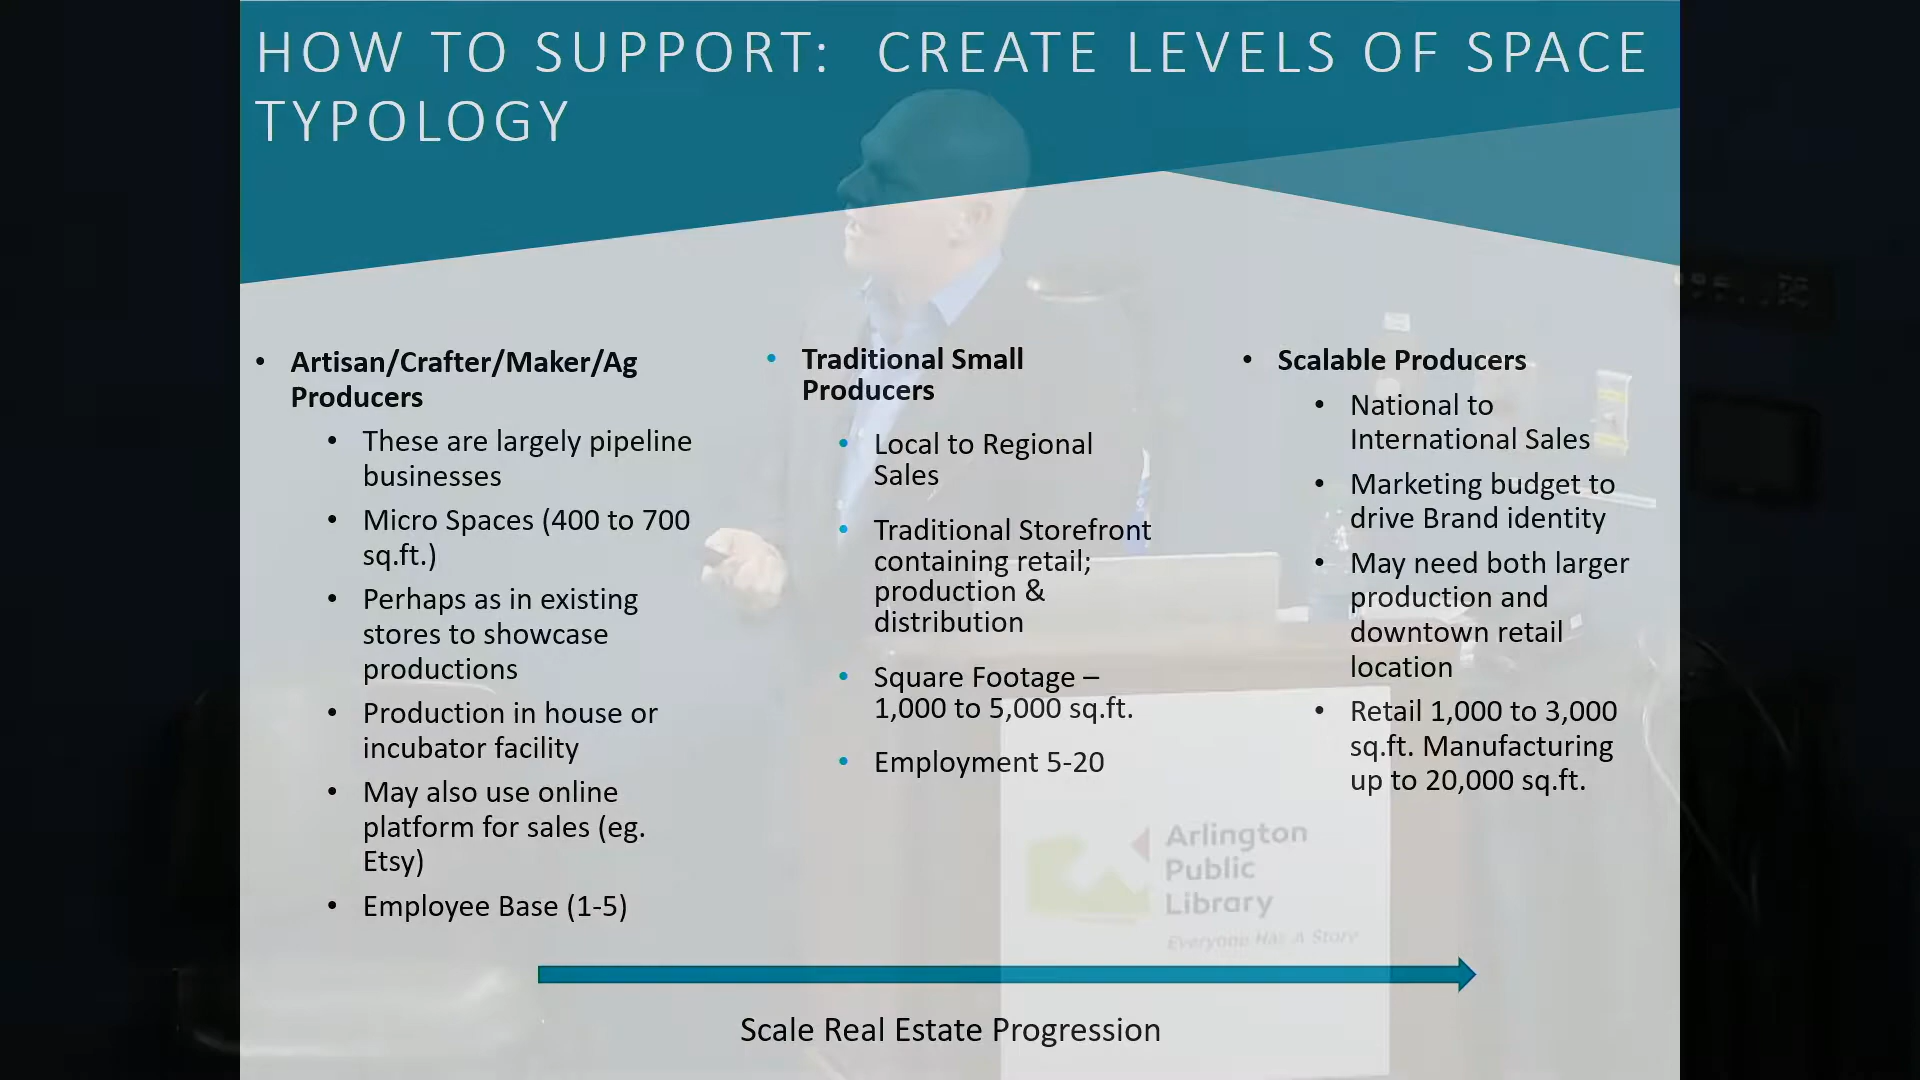 HOW TO SUPPORT: CREATE LEVELS OF SPACE
TYPOLOGY
• Artisan/Crafter/Maker/Ag
Producers
• These are largely pipeline
businesses
• Micro Spaces (400 to 700
sq.ft.)
• Perhaps as in existing
stores to showcase
productions
• Production in house or
incubator facility
• May also use online
platform for sales (eg.
Etsy)
• Employee Base (1-5)
• Traditional Small
Producers
• Local to Regional
Sales
• Traditional Storefront
containing retail;
production &
distribution
• Square Footage –
1,000 to 5,000 sq.ft.
• Employment 5-20
• Scalable Producers
• National to
International Sales
• Marketing budget to
drive Brand identity
• May need both larger
production and
downtown retail
location
• Retail 1,000 to 3,000
sq.ft. Manufacturing
up to 20,000 sq.ft.
Arlington
Public
Library
Everyone Has A Story
Scale Real Estate Progression